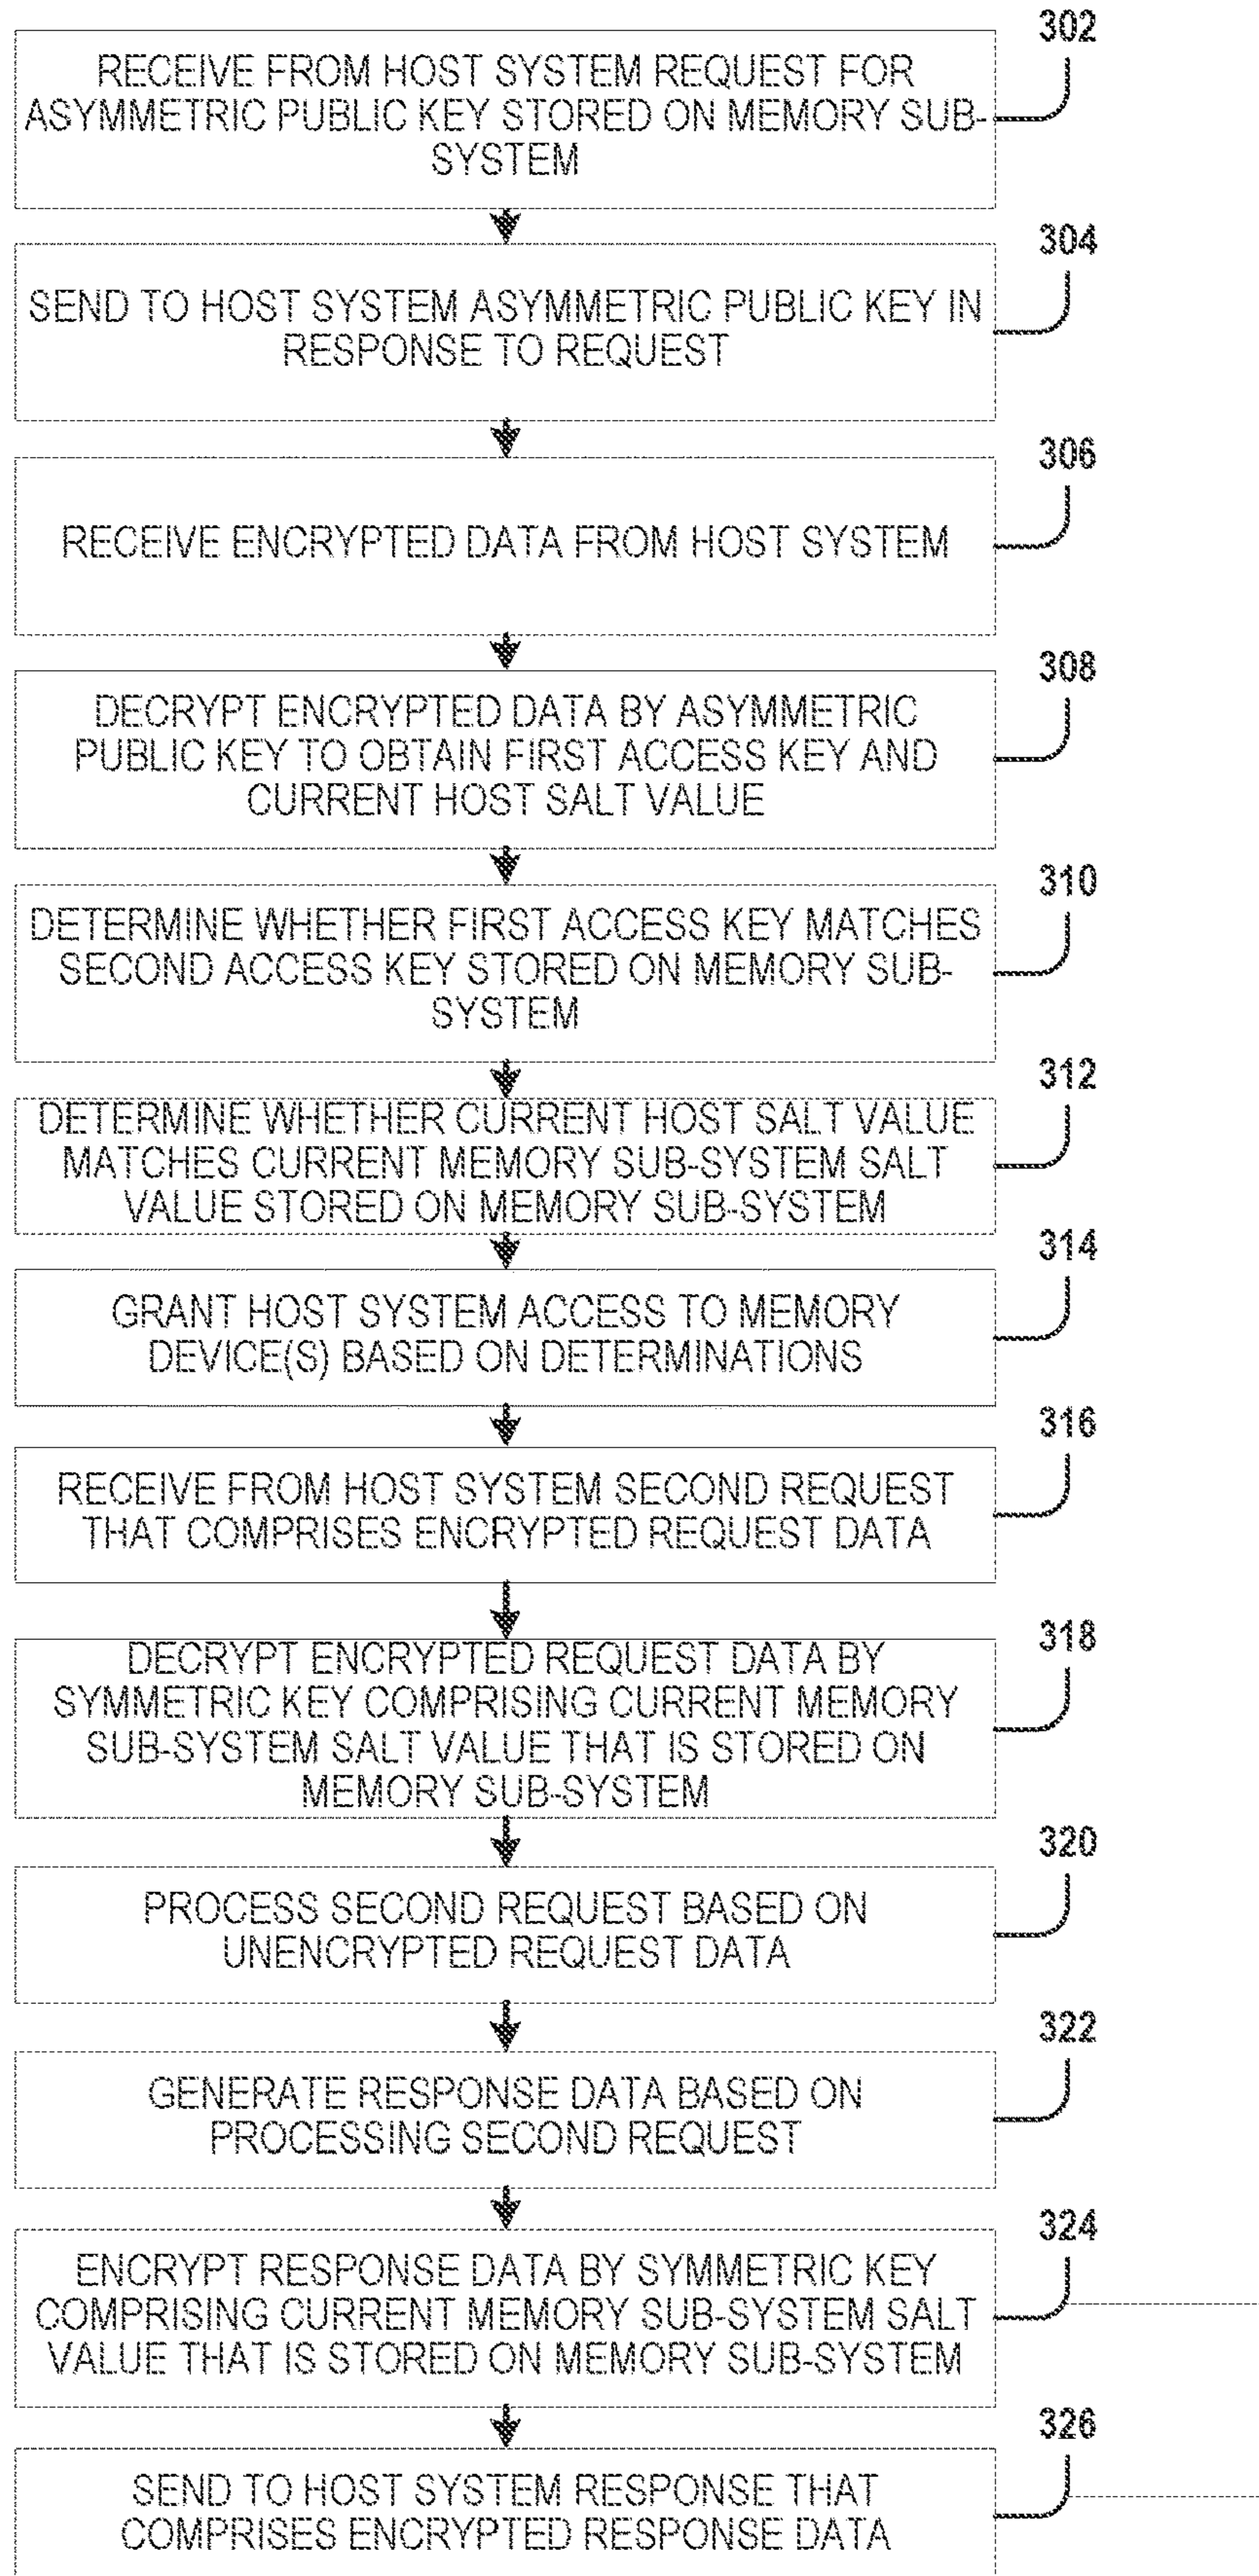 302
RECEIVE FROM HOST SYSTEM REQUEST FOR
ASYMMETRIC PUBLIC KEY STORED ON MEMORY SUB-
SYSTEM
304
SEND TO HOST SYSTEM ASYMMETRIC PUBLIC KEY IN
RESPONSE TO REQUEST
306
RECEIVE ENCRYPTED DATA FROM HOST SYSTEM
308
DECRYPT ENCRYPTED DATA BY ASYMMETRIC
PUBLIC KEY TO OBTAIN FIRST ACCESS KEY AND
CURRENT HOST SALT VALUE
310
DETERMINE WHETHER FIRST ACCESS KEY MATCHES
SECOND ACCESS KEY STORED ON MEMORY SUB-
SYSTEM
312
DETERMINE WHETHER CURRENT HOST SALT VALUE
MATCHES CURRENT MEMORY SUB-SYSTEM SALT
VALUE STORED ON MEMORY SUB-SYSTEM
314
GRANT HOST SYSTEM ACCESS TO MEMORY
DEVICE(S) BASED ON DETERMINATIONS
316
RECEIVE FROM HOST SYSTEM SECOND REQUEST
THAT COMPRISES ENCRYPTED REQUEST DATA
318
DECRYPT ENCRYPTED REQUEST DATA BY
SYMMETRIC KEY COMPRISING CURRENT MEMORY
SUB-SYSTEM SALT VALUE THAT IS STORED ON
MEMORY SUB-SYSTEM
320
PROCESS SECOND REQUEST BASED ON
UNENCRYPTED REQUEST DATA
322
GENERATE RESPONSE DATA BASED ON
PROCESSING SECOND REQUEST
324
ENCRYPT RESPONSE DATA BY SYMMETRIC KEY
COMPRISING CURRENT MEMORY SUB-SYSTEM SALT
VALUE THAT IS STORED ON MEMORY SUB-SYSTEM
326
SEND TO HOST SYSTEM RESPONSE THAT
COMPRISES ENCRYPTED RESPONSE DATA